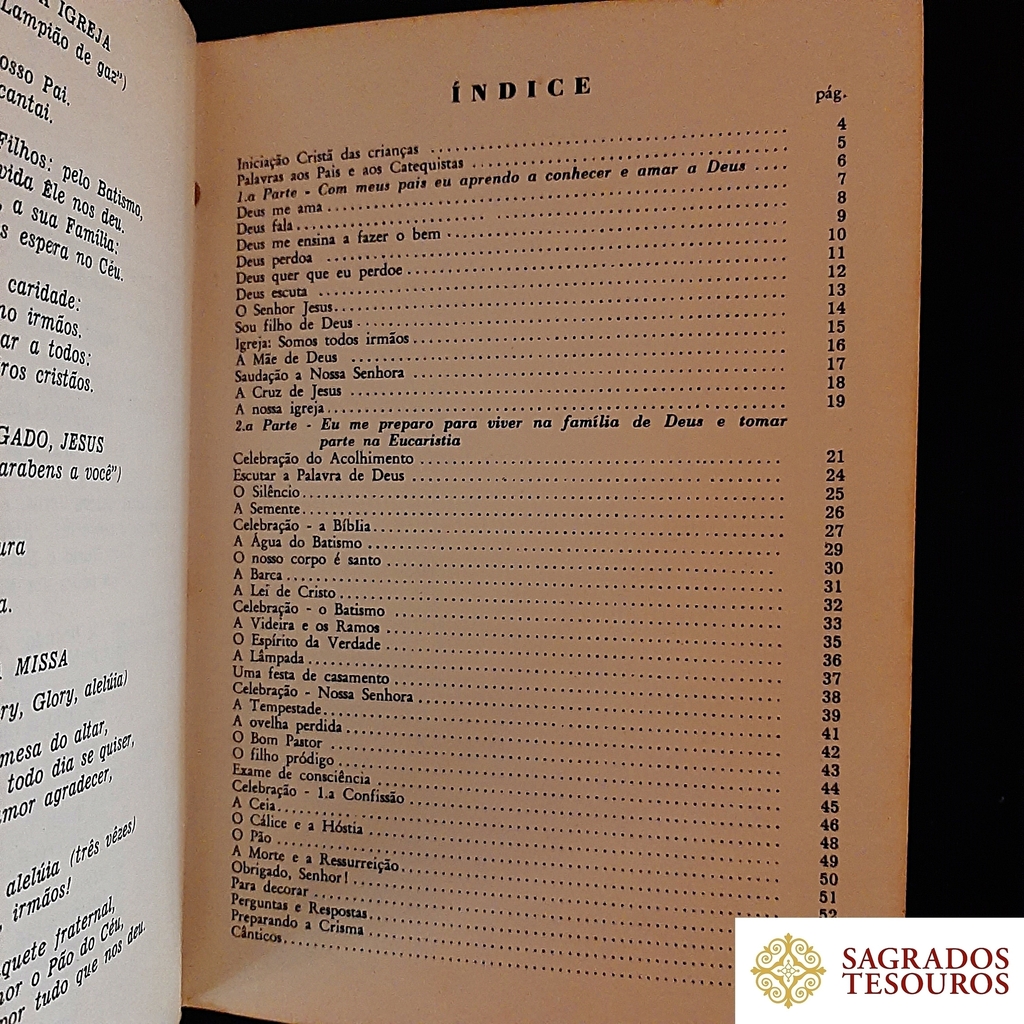 A IGREJA
Lampião de gaz")
osso Pai.
cantai.
Filhos: pelo Batismo,
vida Êle nos deu.
, a sua Família:
s espera no Céu.
caridade:
no irmãos.
ar a todos:
ros cristãos.
GADO, JESUS
arabens a você")
ura
a.
MISSA
ry, Glory, alelúia)
mesa do altar,
todo dia se quiser,
mor agradecer,
alelúia (três vêzes)
, irmãos!
quete fraternal,
or o Pão do Céu,
por tudo que nos deu.
ÍNDICE
pág.
Iniciação Cristã das crianças 4
Palavras aos Pais e aos Catequistas 5
1.a Parte - Com meus pais eu aprendo a conhecer e amar a Deus 6
Deus me ama 7
Deus fala 8
Deus me ensina a fazer o bem 9
Deus perdoa 10
Deus quer que eu perdoe 11
Deus escuta 12
O Senhor Jesus 13
Sou filho de Deus 14
Igreja: Somos todos irmãos 15
A Mãe de Deus 16
Saudação a Nossa Senhora 17
A Cruz de Jesus 18
A nossa igreja 19
2.a Parte - Eu me preparo para viver na família de Deus e tomar
parte na Eucaristia
Celebração do Acolhimento 21
Escutar a Palavra de Deus 24
O Silêncio 25
A Semente 26
Celebração - a Bíblia 27
A Água do Batismo 29
O nosso corpo é santo 30
A Barca 31
A Lei de Cristo 32
Celebração - o Batismo 33
A Videira e os Ramos 35
O Espírito da Verdade 36
A Lâmpada 37
Uma festa de casamento 38
Celebração - Nossa Senhora 39
A Tempestade 41
A ovelha perdida 42
O Bom Pastor 43
O filho pródigo 44
Exame de consciência 45
Celebração - 1.a Confissão 46
A Ceia 48
O Cálice e a Hóstia 49
O Pão 50
A Morte e a Ressurreição 51
Obrigado, Senhor! 52
Para decorar
Perguntas e Respostas
Preparando a Crisma
Cânticos
SAGRADOS
TESOUROS